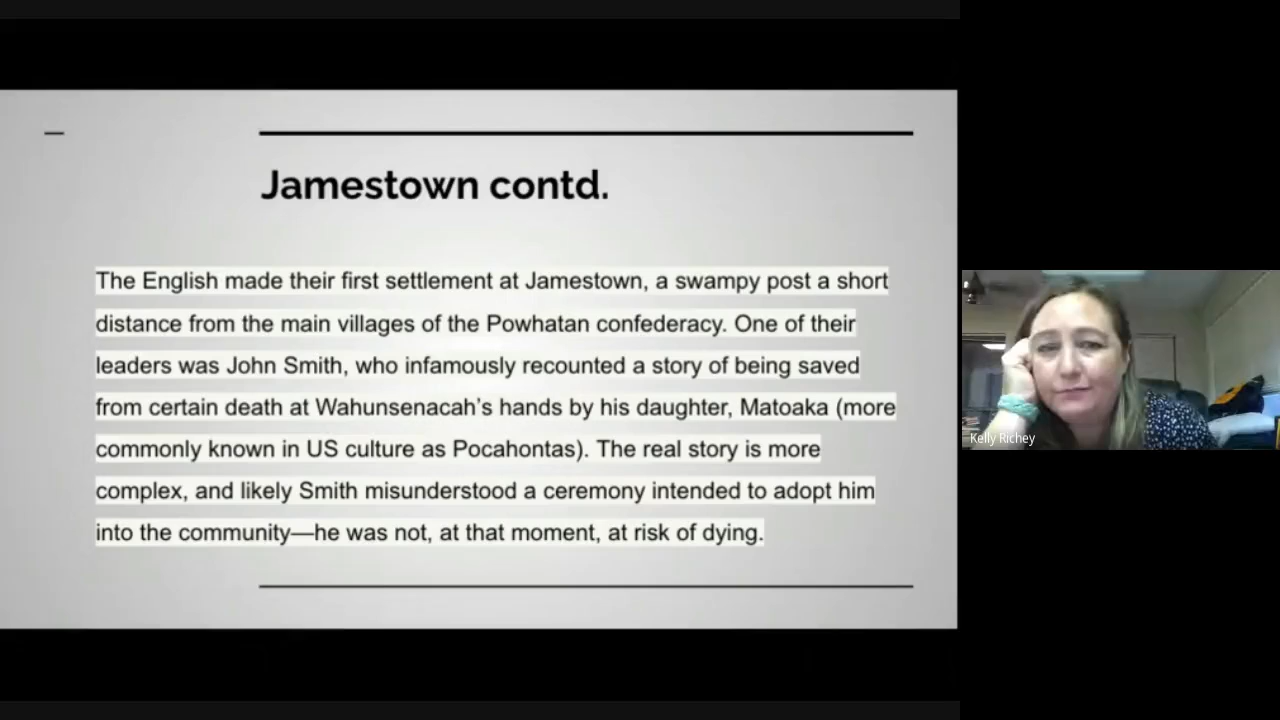 Jamestown contd.
The English made their first settlement at Jamestown, a swampy post a short
distance from the main villages of the Powhatan confederacy. One of their
leaders was John Smith, who infamously recounted a story of being saved
from certain death at Wahunsenacah’s hands by his daughter, Matoaka (more
commonly known in US culture as Pocahontas). The real story is more
complex, and likely Smith misunderstood a ceremony intended to adopt him
into the community—he was not, at that moment, at risk of dying.
Kelly Richey